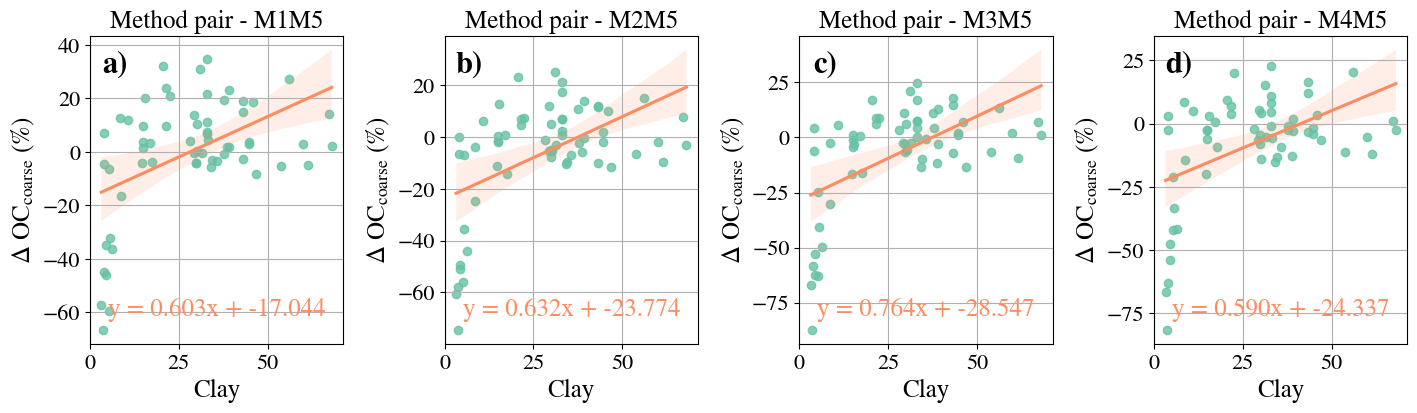 Method pair - M1M5
a)
40
20
0
−20
−40
−60
Δ OCcoarse (%)
y = 0.603x + -17.044
0
25
50
Clay
Method pair - M2M5
b)
20
0
−20
−40
−60
Δ OCcoarse (%)
y = 0.632x + -23.774
0
25
50
Clay
Method pair - M3M5
c)
25
0
−25
−50
−75
Δ OCcoarse (%)
y = 0.764x + -28.547
0
25
50
Clay
Method pair - M4M5
d)
25
0
−25
−50
−75
Δ OCcoarse (%)
y = 0.590x + -24.337
0
25
50
Clay